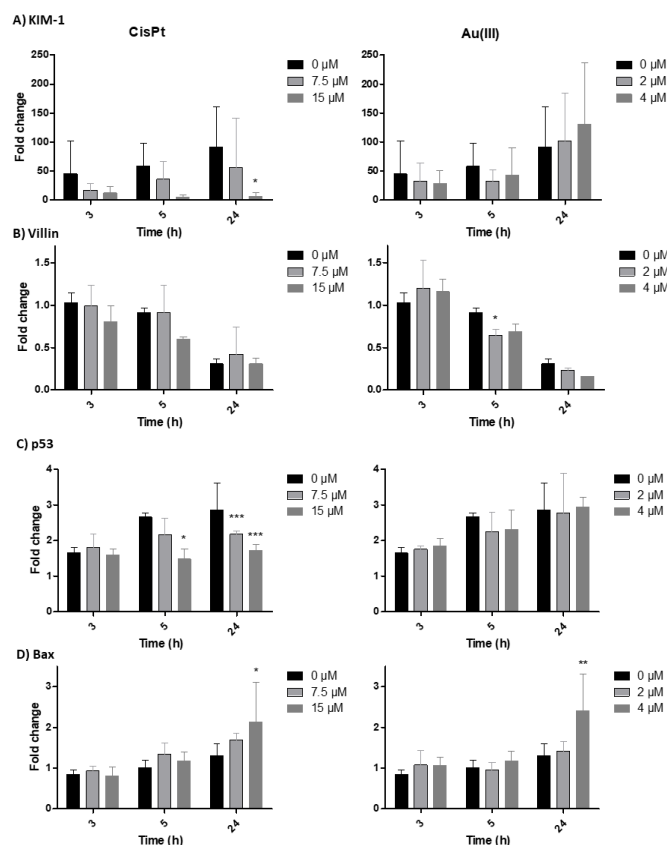 A) KIM-1
CisPt
Au(III)
Fold change
250
200
150
100
50
0
3
5
24
*
Time (h)
0 µM
7.5 µM
15 µM
250
200
150
100
50
0
3
5
24
Time (h)
0 µM
2 µM
4 µM
B) Villin
Fold change
1.5
1.0
0.5
0.0
3
5
24
Time (h)
0 µM
7.5 µM
15 µM
1.5
1.0
0.5
0.0
*
3
5
24
Time (h)
0 µM
2 µM
4 µM
C) p53
Fold change
4
3
2
1
0
*
***
***
3
5
24
Time (h)
0 µM
7.5 µM
15 µM
4
3
2
1
0
3
5
24
Time (h)
0 µM
2 µM
4 µM
D) Bax
Fold change
3
2
1
0
*
3
5
24
Time (h)
0 µM
7.5 µM
15 µM
3
2
1
0
**
3
5
24
Time (h)
0 µM
2 µM
4 µM